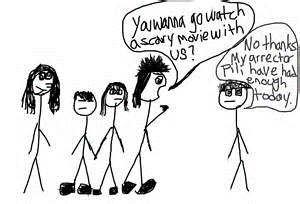 You wanna go watch
a scary movie with
US?
No thanks
My arrector
Pili have had
enough
today.